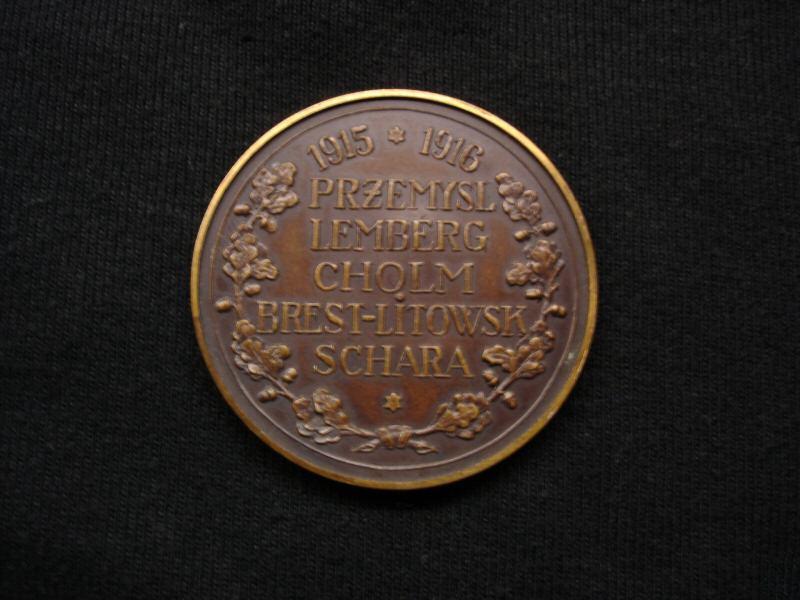 1915 * 1916
PRZEMYSL
LEMBERG
CHOLM
BREST-LITOWSK
SCHARA